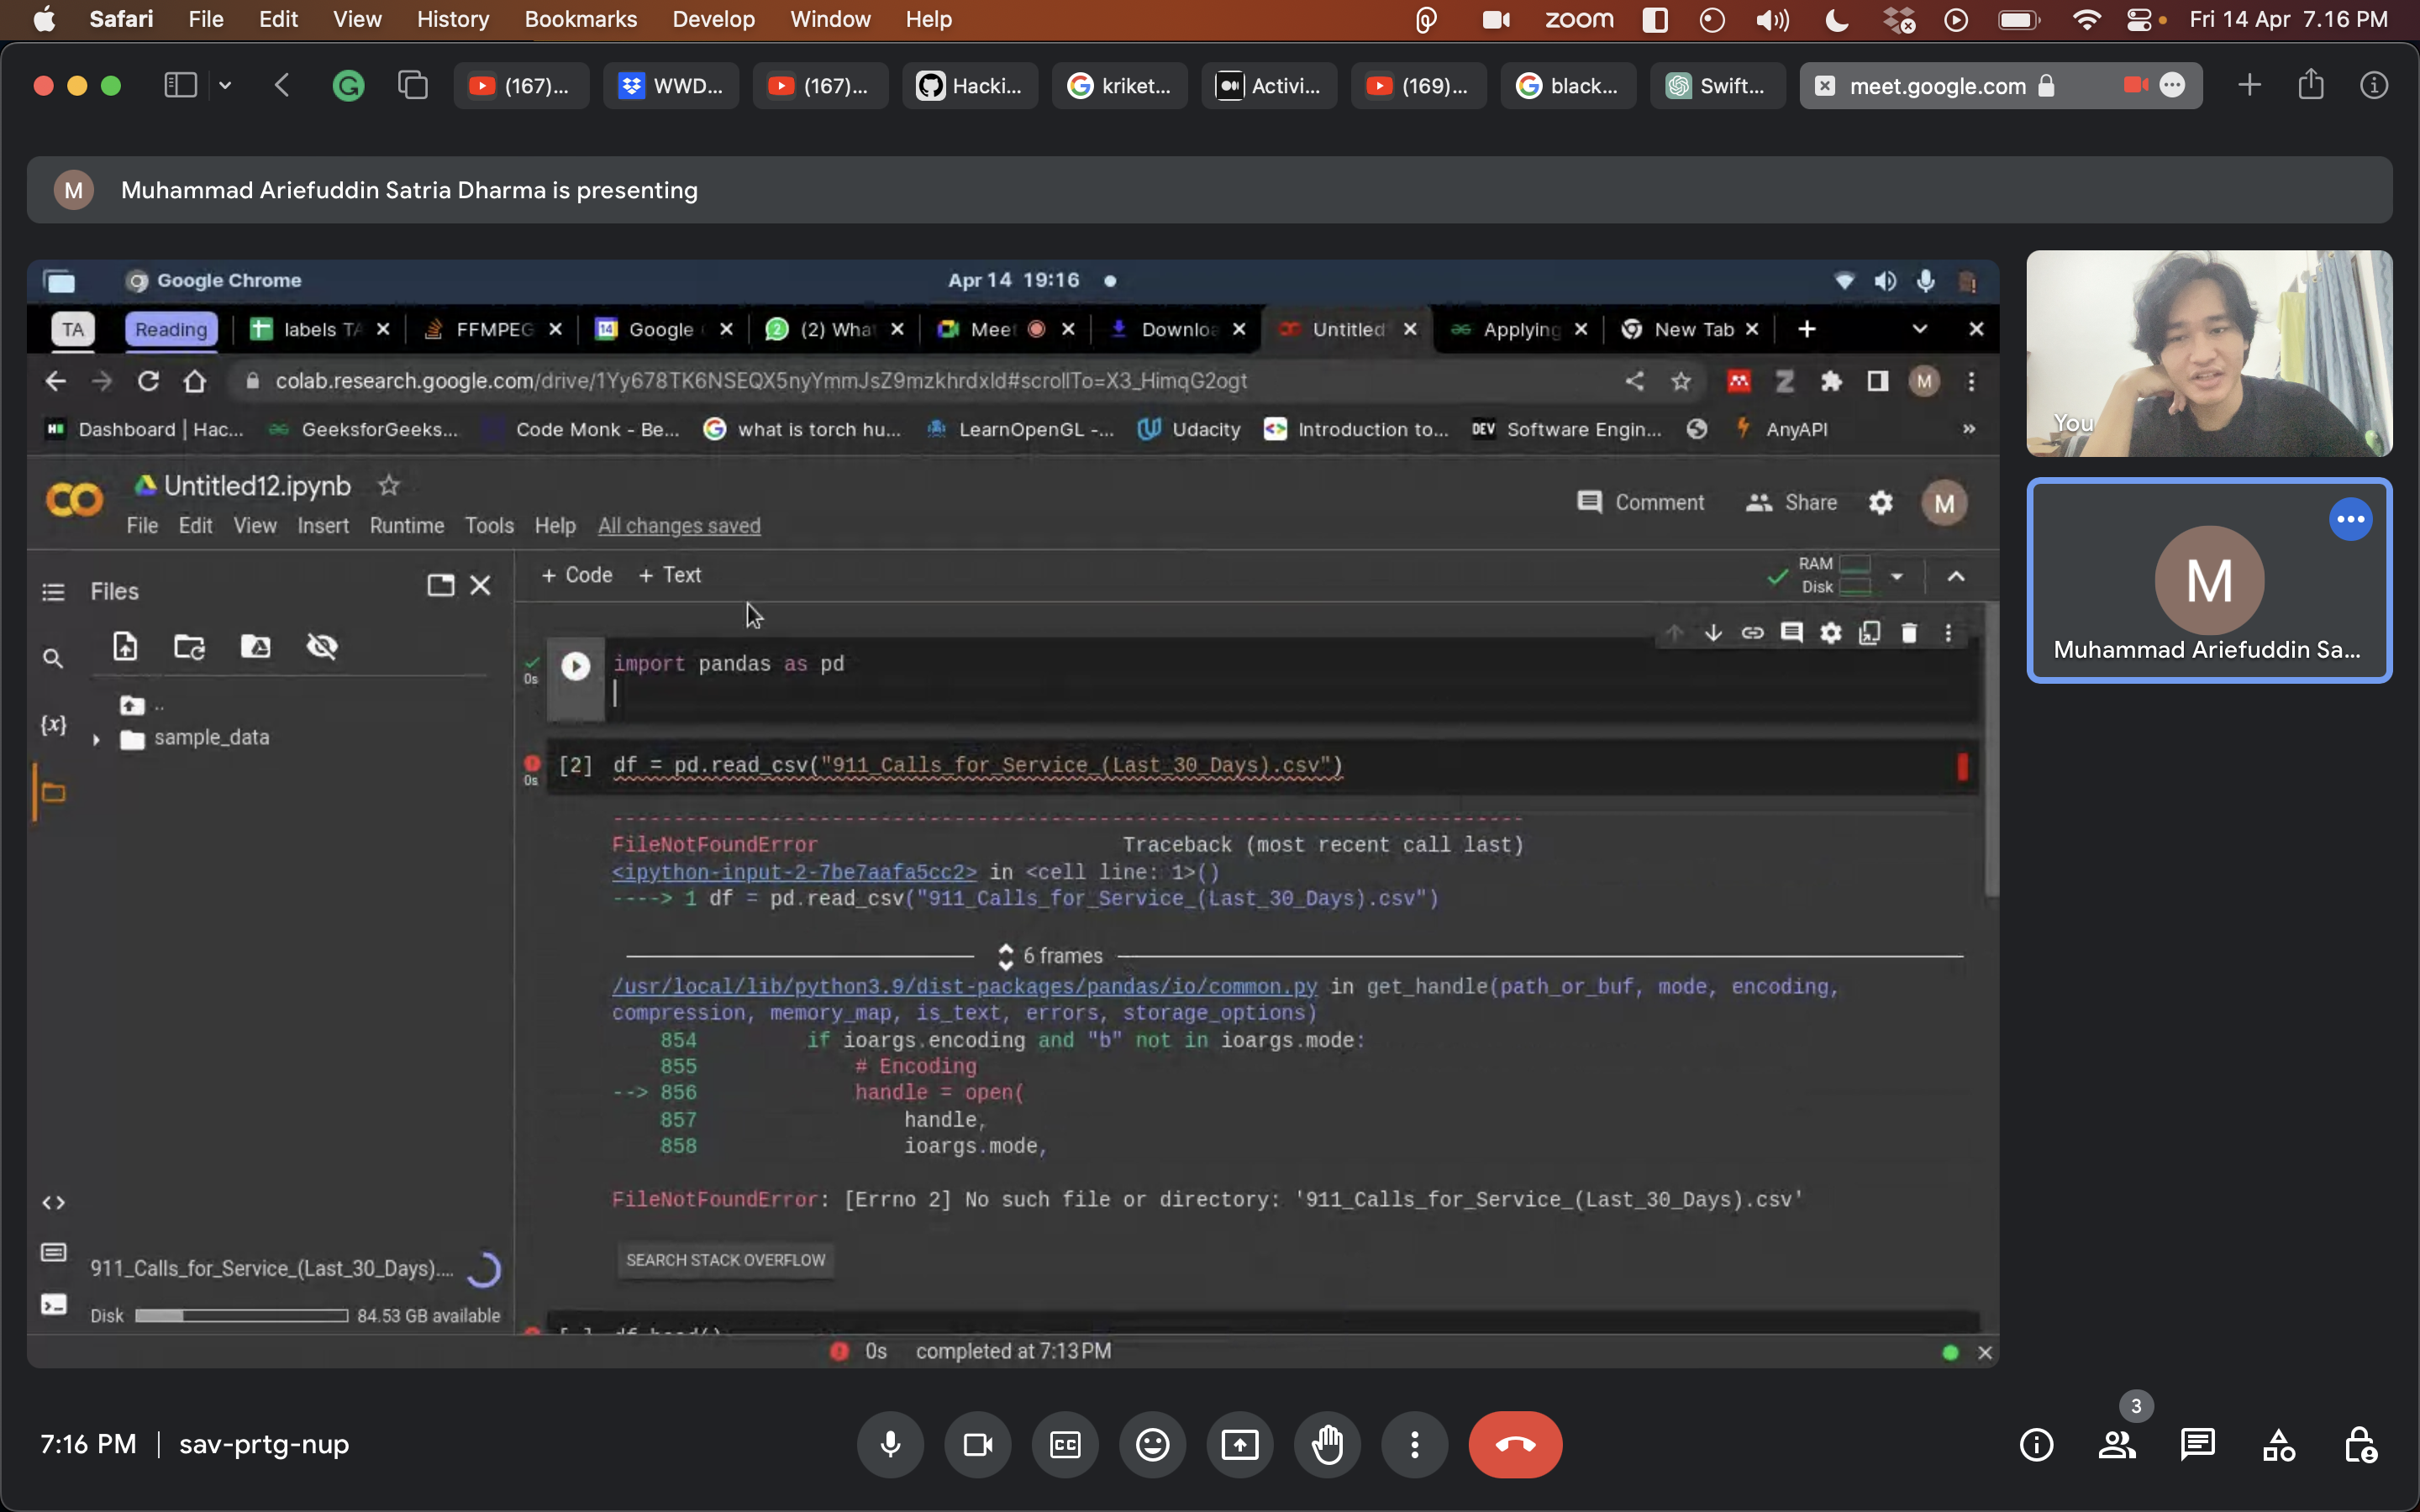 Safari File Edit View History Bookmarks Develop Window Help zoom Fri 14 Apr 7.16 PM
(167)... WWD... (167)... Hacki... kriket... Activi... (169)... black... Swift... meet.google.com
M Muhammad Ariefuddin Satria Dharma is presenting
Google Chrome Apr 14 19:16
TA Reading labels TA FFMPEG Google (2) Wha Meet Downloa Untitled Applying New Tab
colab.research.google.com/drive/1Yy678TK6NSEQX5nyYmmJsZ9mzkhrdxld#scrollTo=X3_HimqG2ogt
Dashboard | Hac... GeeksforGeeks... Code Monk - Be... what is torch hu... LearnOpenGL -... Udacity Introduction to... DEV Software Engin... AnyAPI »
Untitled12.ipynb
File Edit View Insert Runtime Tools Help All changes saved
Comment Share M
Files
+ Code + Text
RAM
Disk
..
sample_data
{x}
0s
import pandas as pd
0s
[2] df = pd.read_csv("911_Calls_for_Service_(Last_30_Days).csv")
---------------------------------------------------------------------------
FileNotFoundError Traceback (most recent call last)
<ipython-input-2-7be7aafa5cc2> in <cell line: 1>()
----> 1 df = pd.read_csv("911_Calls_for_Service_(Last_30_Days).csv")
6 frames
/usr/local/lib/python3.9/dist-packages/pandas/io/common.py in get_handle(path_or_buf, mode, encoding,
compression, memory_map, is_text, errors, storage_options)
854 if ioargs.encoding and "b" not in ioargs.mode:
855 # Encoding
--> 856 handle = open(
857 handle,
858 ioargs.mode,
FileNotFoundError: [Errno 2] No such file or directory: '911_Calls_for_Service_(Last_30_Days).csv'
SEARCH STACK OVERFLOW
911_Calls_for_Service_(Last_30_Days)....
Disk 84.53 GB available
0s completed at 7:13 PM
You
M
Muhammad Ariefuddin Sa...
7:16 PM | sav-prtg-nup
CC
3